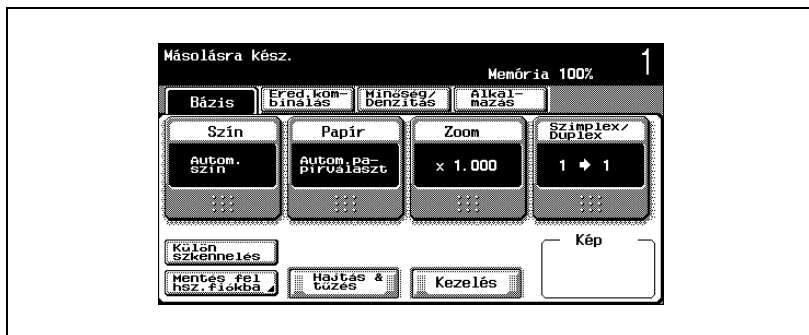 Másolásra kész.
1
Memória 100%
Bázis
Ered.kom-
binálás
Minőség/
Denzitás
Alkal-
mazás
Szín
Papír
Zoom
Szimplex/
Duplex
Autom.
szín
Autom.pa-
pírválaszt
x 1.000
1 ➔ 1
Külön
szkennelés
Kép
Mentés fel
hsz.fiókba
Hajtás &
tűzés
Kezelés